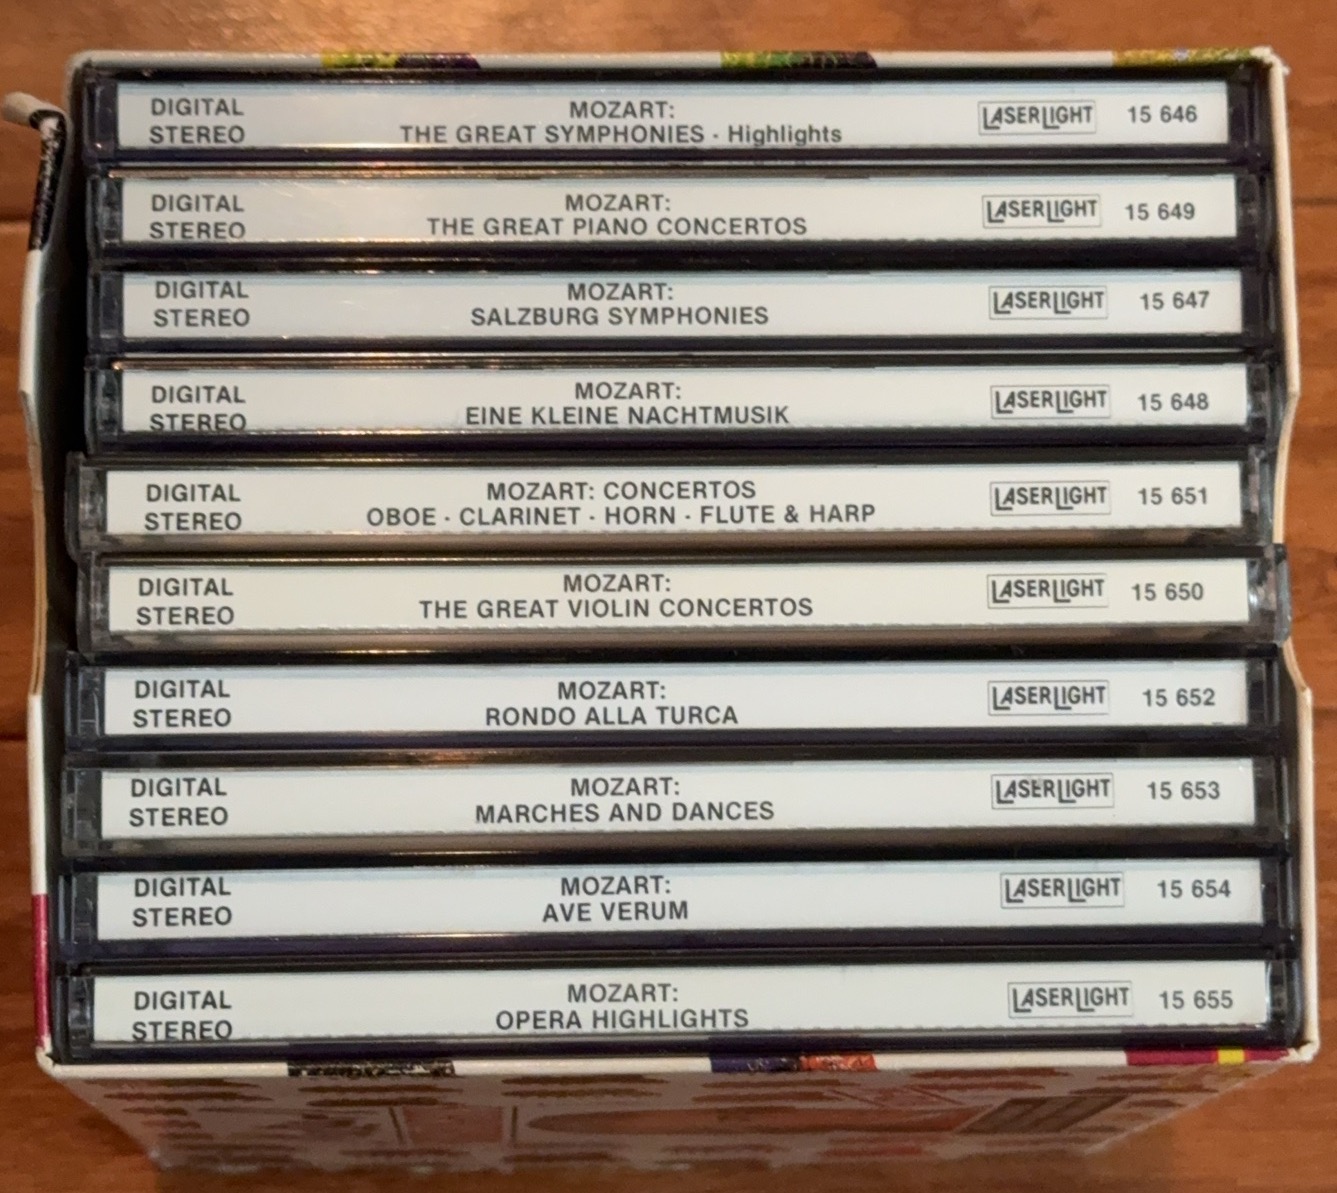 DIGITAL STEREO
MOZART:
THE GREAT SYMPHONIES · Highlights
LASERLIGHT 15 646
DIGITAL STEREO
MOZART:
THE GREAT PIANO CONCERTOS
LASERLIGHT 15 649
DIGITAL STEREO
MOZART:
SALZBURG SYMPHONIES
LASERLIGHT 15 647
DIGITAL STEREO
MOZART:
EINE KLEINE NACHTMUSIK
LASERLIGHT 15 648
DIGITAL STEREO
MOZART: CONCERTOS
OBOE · CLARINET · HORN · FLUTE & HARP
LASERLIGHT 15 651
DIGITAL STEREO
MOZART:
THE GREAT VIOLIN CONCERTOS
LASERLIGHT 15 650
DIGITAL STEREO
MOZART:
RONDO ALLA TURCA
LASERLIGHT 15 652
DIGITAL STEREO
MOZART:
MARCHES AND DANCES
LASERLIGHT 15 653
DIGITAL STEREO
MOZART:
AVE VERUM
LASERLIGHT 15 654
DIGITAL STEREO
MOZART:
OPERA HIGHLIGHTS
LASERLIGHT 15 655